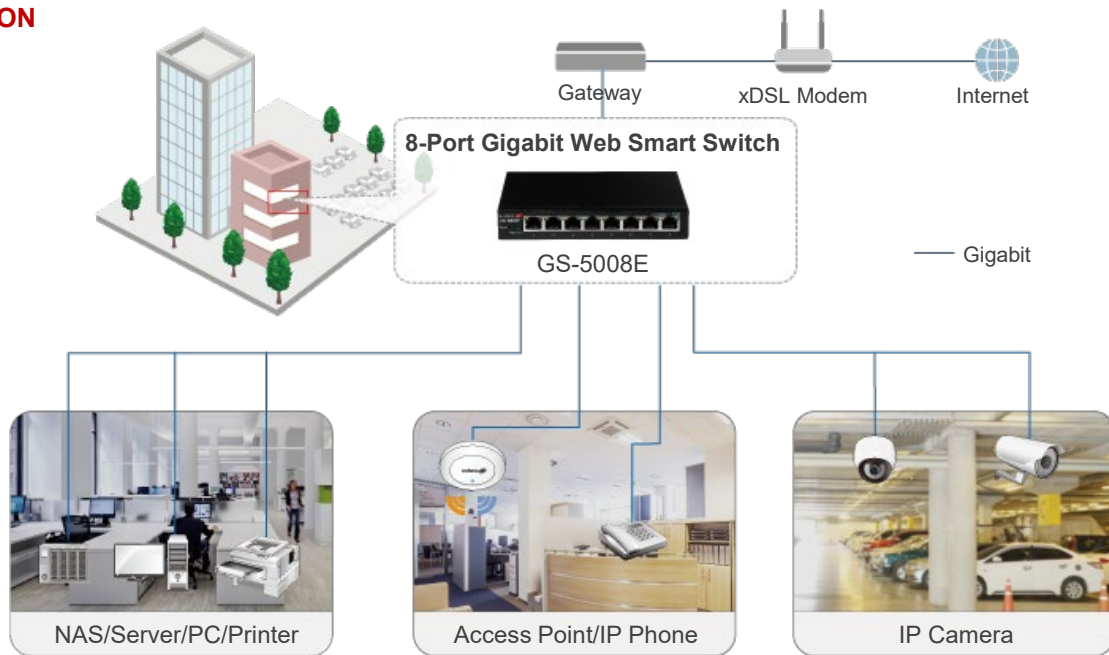 ON
Gateway
xDSL Modem
Internet
8-Port Gigabit Web Smart Switch
GS-5008E
Gigabit
NAS/Server/PC/Printer
Access Point/IP Phone
IP Camera